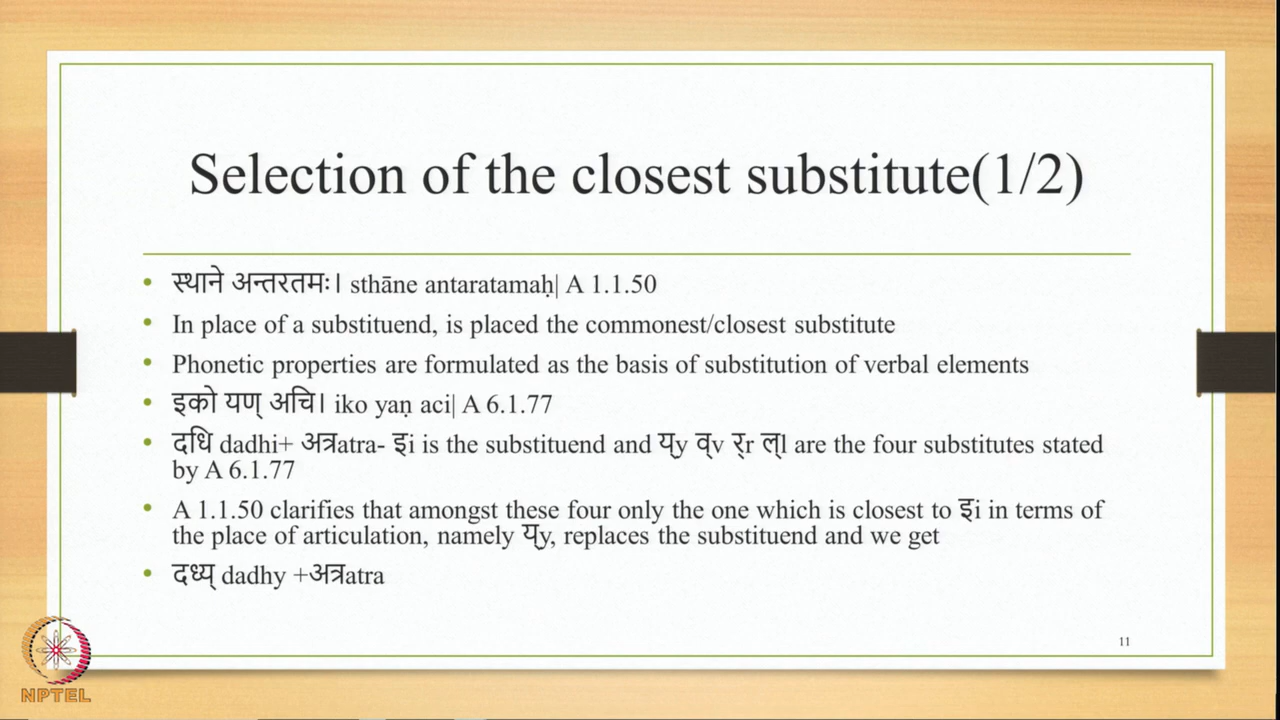 Selection of the closest substitute(1/2)
• स्थाने अन्तरतमः। sthāne antaratamaḥ| A 1.1.50
• In place of a substituend, is placed the commonest/closest substitute
• Phonetic properties are formulated as the basis of substitution of verbal elements
• इको यण् अचि। iko yaṇ aci| A 6.1.77
• दधि dadhi+ अत्रatra- इi is the substituend and य्y व्v र्r ल्l are the four substitutes stated
by A 6.1.77
• A 1.1.50 clarifies that amongst these four only the one which is closest to इi in terms of
the place of articulation, namely य्y, replaces the substituend and we get
• दध्य् dadhy +अत्रatra
11
NPTEL